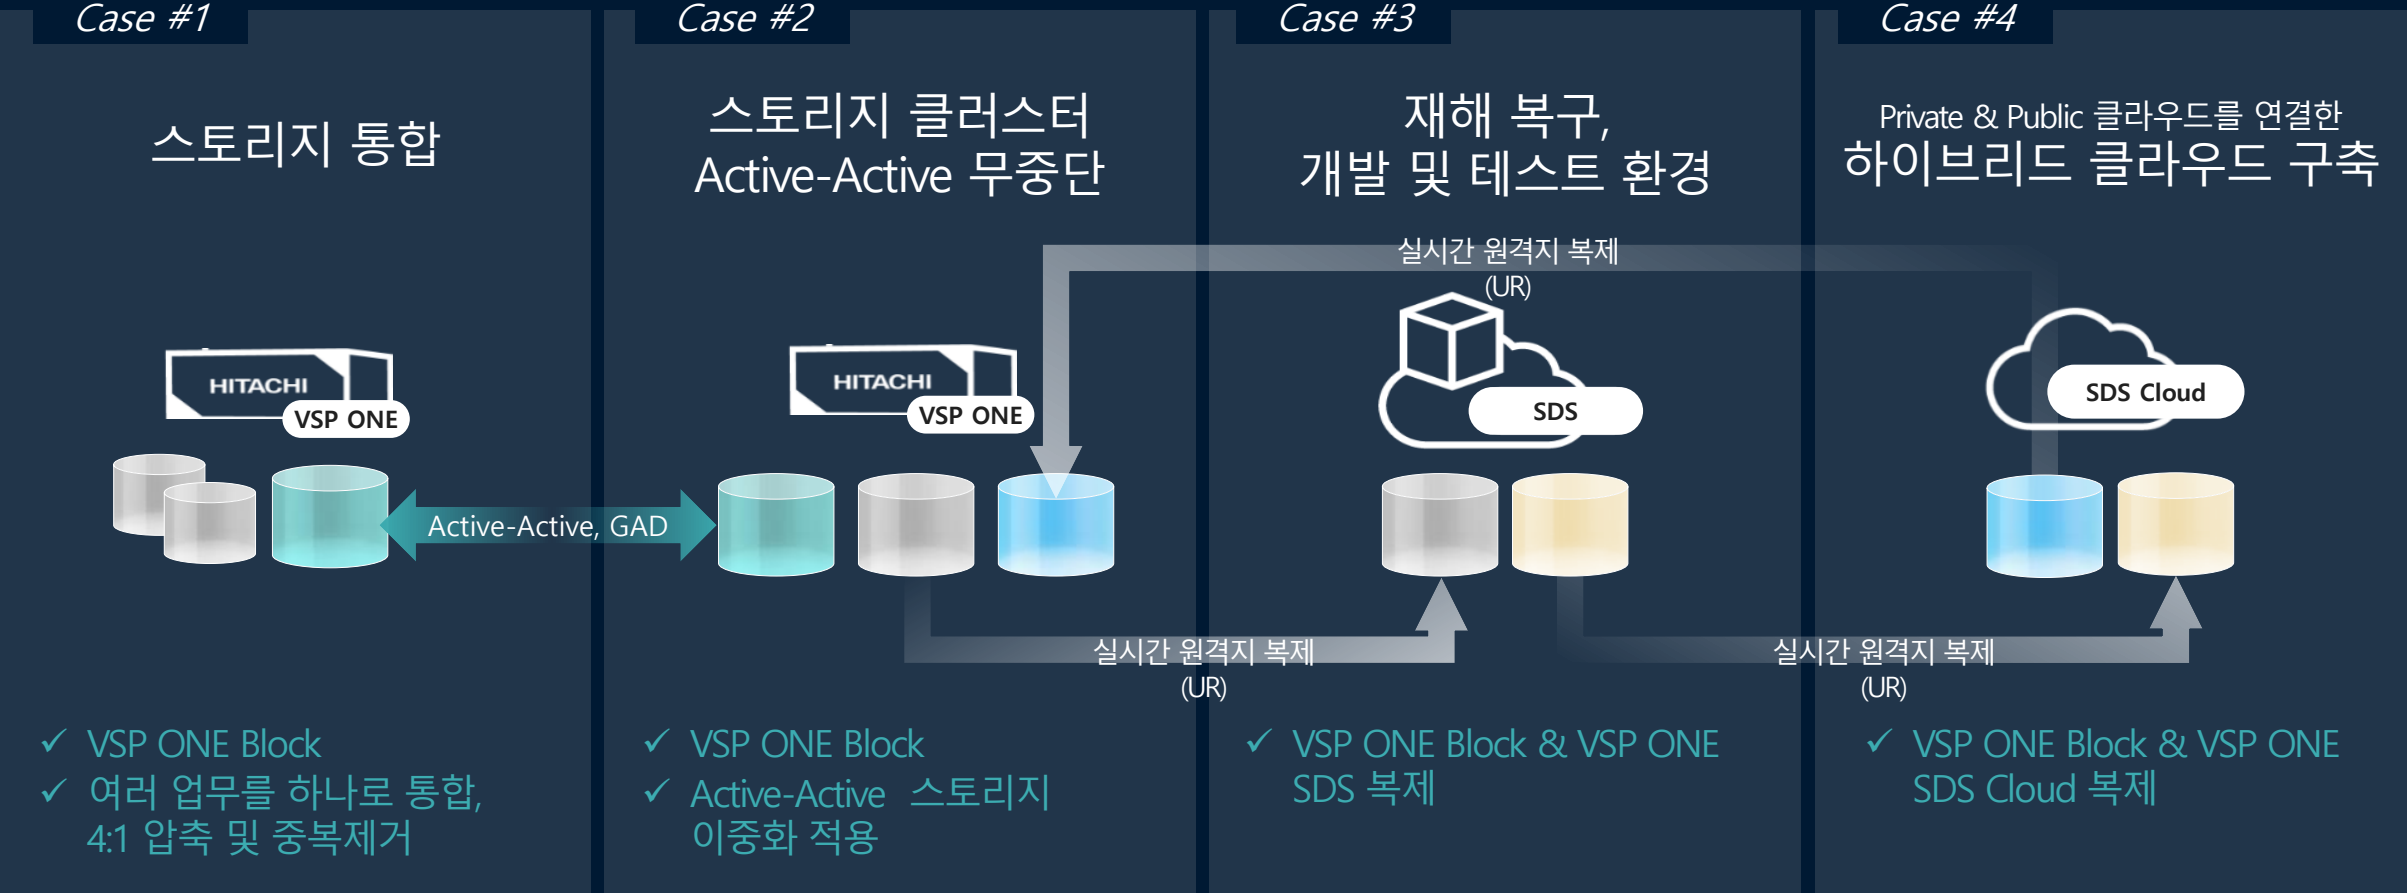 Case #1
스토리지 통합
HITACHI
VSP ONE
Active-Active, GAD
✓ VSP ONE Block
✓ 여러 업무를 하나로 통합,
4:1 압축 및 중복제거
Case #2
스토리지 클러스터
Active-Active 무중단
HITACHI
VSP ONE
실시간 원격지 복제
(UR)
✓ VSP ONE Block
✓ Active-Active 스토리지
이중화 적용
Case #3
재해 복구,
개발 및 테스트 환경
실시간 원격지 복제
(UR)
SDS
✓ VSP ONE Block & VSP ONE
SDS 복제
Case #4
Private & Public 클라우드를 연결한
하이브리드 클라우드 구축
SDS Cloud
실시간 원격지 복제
(UR)
✓ VSP ONE Block & VSP ONE
SDS Cloud 복제